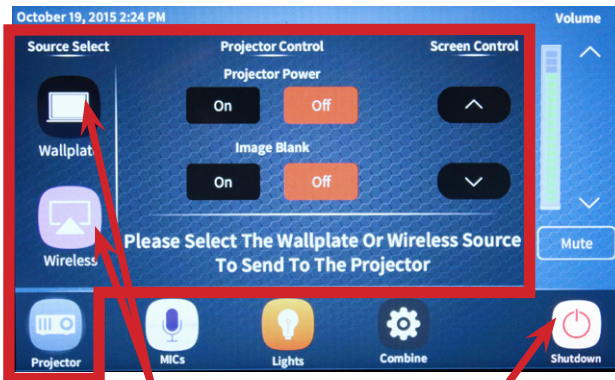 October 19, 2015 2:24 PM
Volume
Source Select
Projector Control
Screen Control
Projector Power
On
Off
Wallplate
Image Blank
On
Off
Wireless
Please Select The Wallplate Or Wireless Source
To Send To The Projector
Mute
Projector
MICs
Lights
Combine
Shutdown